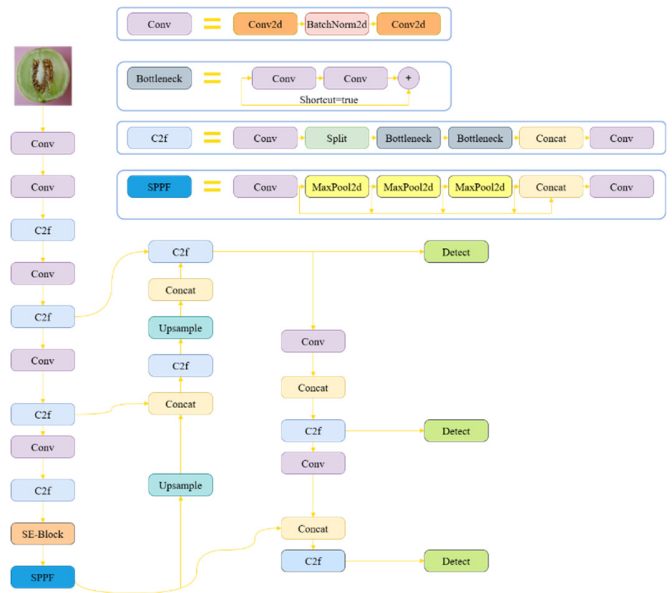 Conv = Conv2d BatchNorm2d Conv2d
Bottleneck = Conv Conv +
Shortcut=true
C2f = Conv Split Bottleneck Bottleneck Concat Conv
SPPF = Conv MaxPool2d MaxPool2d MaxPool2d Concat Conv
Conv
Conv
C2f
Conv
C2f
Conv
C2f
Conv
C2f
SE-Block
SPPF
C2f
Concat
Upsample
C2f
Concat
Upsample
Detect
Conv
Concat
C2f
Detect
Conv
Concat
C2f
Detect